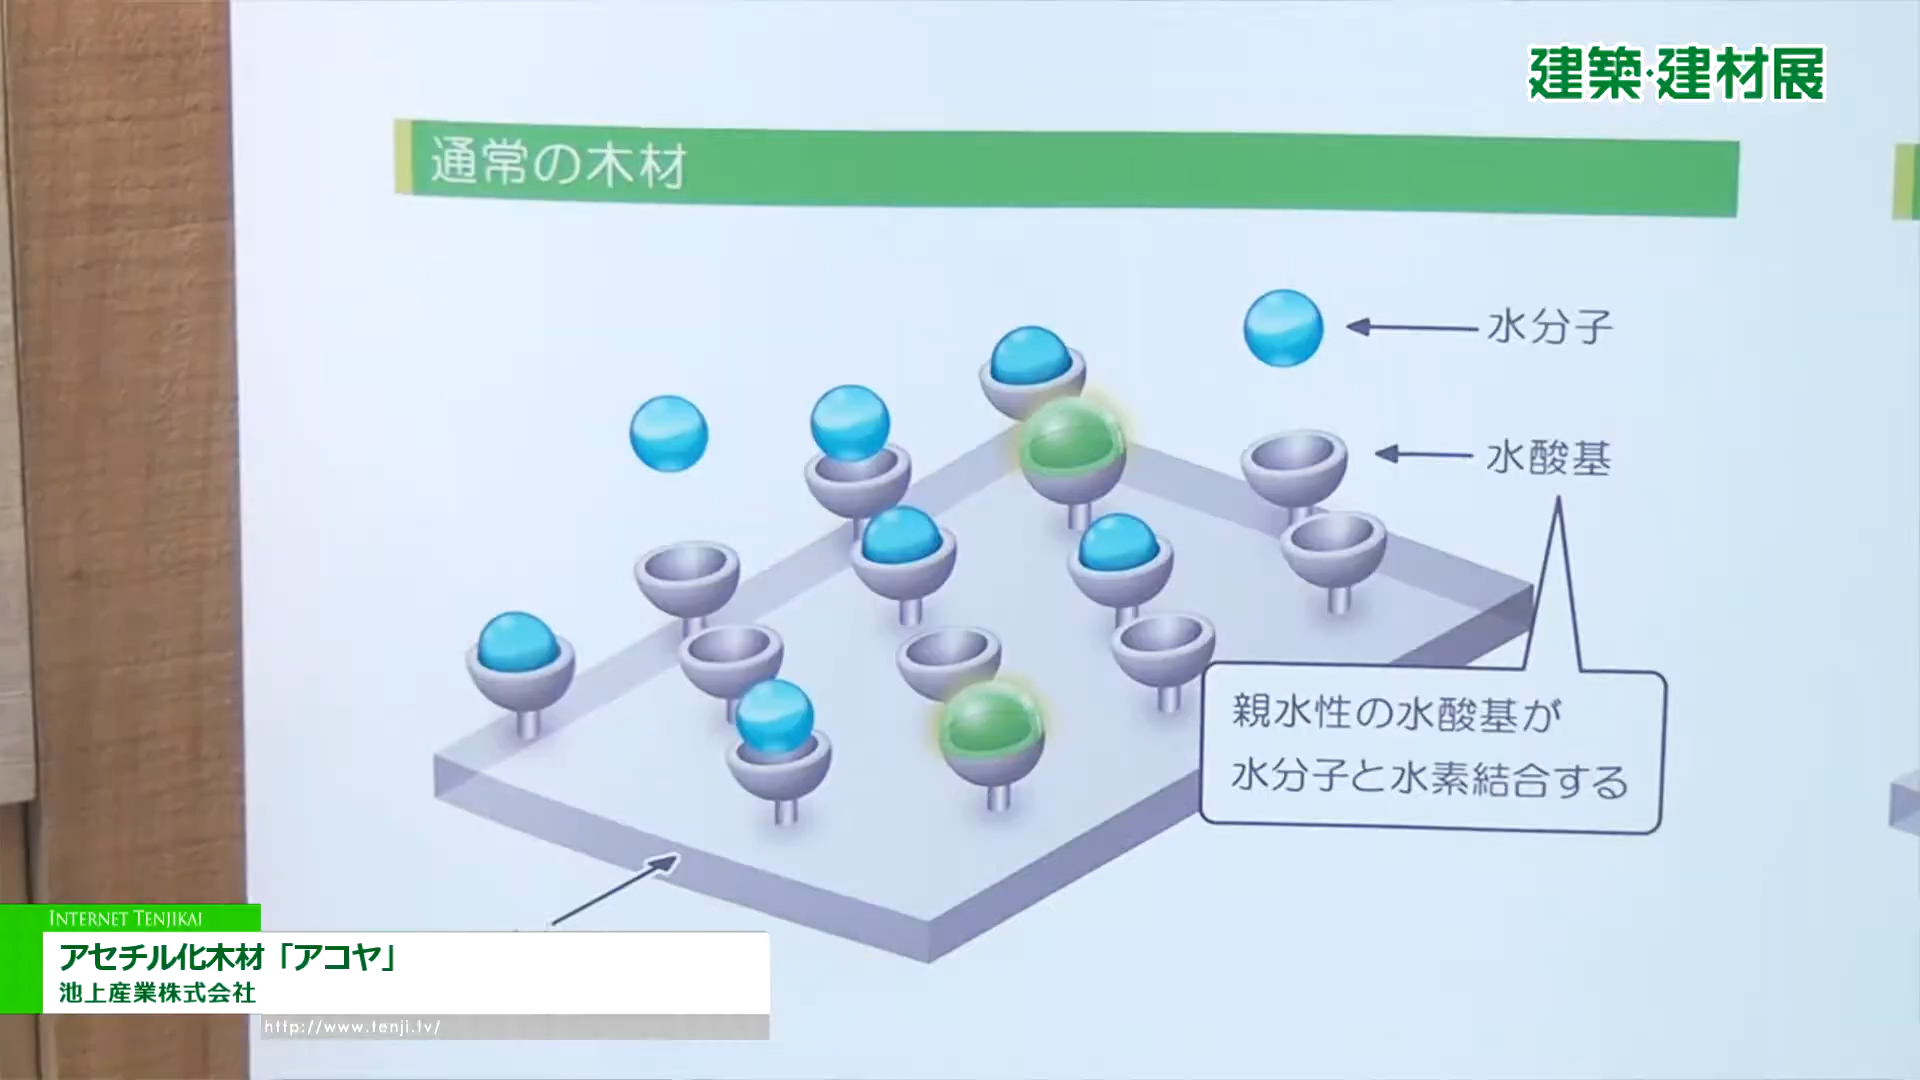 建築・建材展
通常の木材
水分子
水酸基
親水性の水酸基が
水分子と水素結合する
INTERNET TENJIKAI
アセチル化木材「アコヤ」
池上産業株式会社
http://www.tenji.tv/